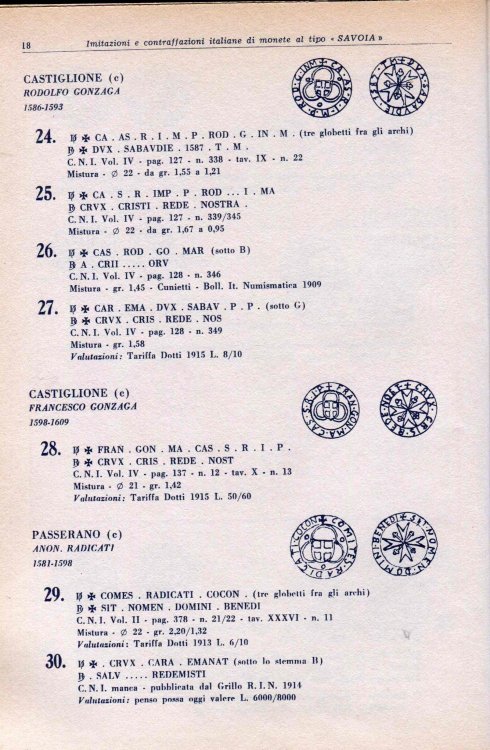 18 Imitazioni e contraffazioni italiane di monete al tipo « SAVOIA »
CASTIGLIONE (c)
RODOLFO GONZAGA
1586-1593
24. D/ ✠ CA . AS . R . I . M . P . ROD . G . IN . M . (tre globetti fra gli archi)
R/ ✠ DVX . SABAVDIE . 1587 . T . M .
C. N. I. Vol. IV - pag. 127 - n. 338 - tav. IX - n. 22
Mistura - ∅ 22 - da gr. 1,55 a 1,21
25. D/ ✠ CA . S . R . IMP . P . ROD ... I . MA
R/ CRVX . CRISTI . REDE . NOSTRA .
C. N. I. Vol. IV - pag. 127 - n. 339/345
Mistura - ∅ 22 - da gr. 1,67 a 0,95
26. D/ ✠ CAS . ROD . GO . MAR (sotto B)
R/ A . CRII ..... ORV
C. N. I. Vol. IV - pag. 128 - n. 346
Mistura - gr. 1,45 - Cunietti - Boll. It. Numismatica 1909
27. D/ ✠ CAR . EMA . DVX . SABAV . P . P . (sotto G)
R/ ✠ CRVX . CRIS . REDE . NOS
C. N. I. Vol. IV - pag. 128 - n. 349
Mistura - gr. 1,58
Valutazioni: Tariffa Dotti 1915 L. 8/10
CASTIGLIONE (c)
FRANCESCO GONZAGA
1598-1609
28. D/ ✠ FRAN . GON . MA . CAS . S . R . I . P .
R/ ✠ CRVX . CRIS . REDE . NOST
C. N. I. Vol. IV - pag. 137 - n. 12 - tav. X - n. 13
Mistura - ∅ 21 - gr. 1,42
Valutazioni: Tariffa Dotti 1915 L. 50/60
PASSERANO (c)
ANON. RADICATI
1581-1598
29. D/ ✠ COMES . RADICATI . COCON . (tre globetti fra gli archi)
R/ ✠ SIT . NOMEN . DOMINI . BENEDI
C. N. I. Vol. II - pag. 378 - n. 21/22 - tav. XXXVI - n. 11
Mistura - ∅ 22 - gr. 2,20/1,32
Valutazioni: Tariffa Dotti 1913 L. 6/10
30. D/ ✠ . CRVX . CARA . EMANAT (sotto lo stemma B)
R/ . SALV ..... REDEMISTI
C. N. I. manca - pubblicata dal Grillo R. I. N. 1914
Valutazioni: penso possa oggi valere L. 6000/8000